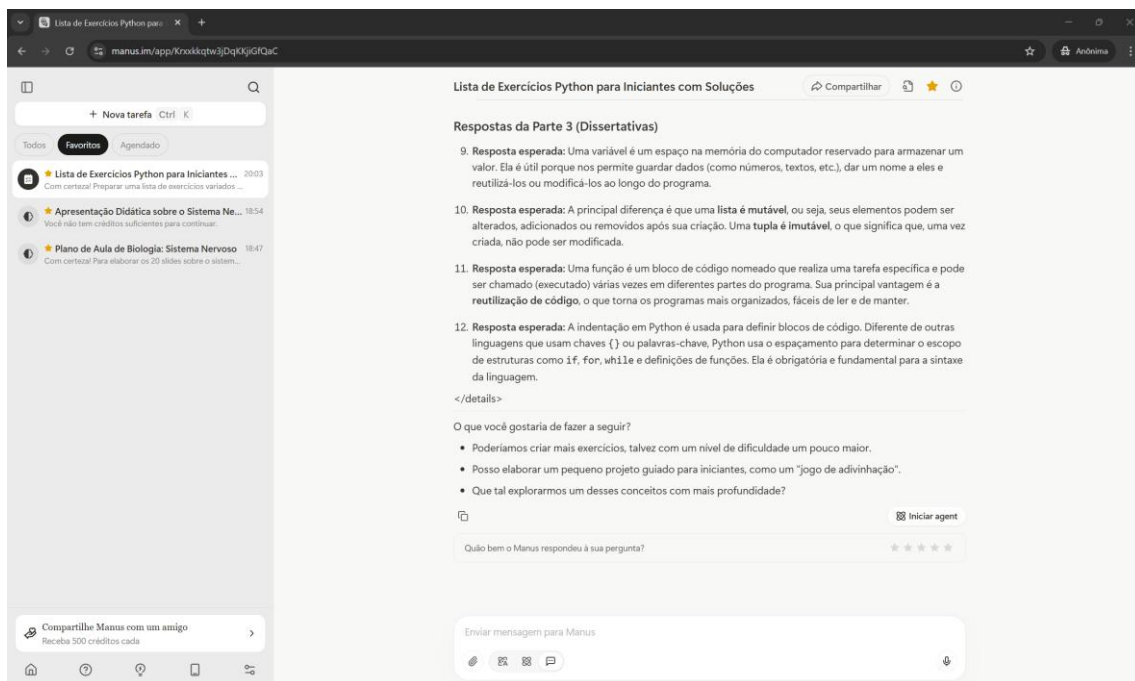 Lista de Exercícios Python para
manus.im/app/KrxxkkqtW3jDqKKjiGfQaC
Anônima
+ Nova tarefa Ctrl K
Todos Favoritos Agendado
Lista de Exercícios Python para Iniciantes ... 20:03
Com certeza! Preparar uma lista de exercícios variados ...
Apresentação Didática sobre o Sistema Ne... 18:54
Você não tem créditos suficientes para continuar.
Plano de Aula de Biologia: Sistema Nervoso 18:47
Com certeza! Para elaborar os 20 slides sobre o sistem...
Compartilhe Manus com um amigo
Receba 500 créditos cada
Lista de Exercícios Python para Iniciantes com Soluções
Compartilhar
Respostas da Parte 3 (Dissertativas)
9. Resposta esperada: Uma variável é um espaço na memória do computador reservado para armazenar um
valor. Ela é útil porque nos permite guardar dados (como números, textos, etc.), dar um nome a eles e
reutilizá-los ou modificá-los ao longo do programa.
10. Resposta esperada: A principal diferença é que uma lista é mutável, ou seja, seus elementos podem ser
alterados, adicionados ou removidos após sua criação. Uma tupla é imutável, o que significa que, uma vez
criada, não pode ser modificada.
11. Resposta esperada: Uma função é um bloco de código nomeado que realiza uma tarefa específica e pode
ser chamado (executado) várias vezes em diferentes partes do programa. Sua principal vantagem é a
reutilização de código, o que torna os programas mais organizados, fáceis de ler e de manter.
12. Resposta esperada: A indentação em Python é usada para definir blocos de código. Diferente de outras
linguagens que usam chaves {} ou palavras-chave, Python usa o espaçamento para determinar o escopo
de estruturas como if, for, while e definições de funções. Ela é obrigatória e fundamental para a sintaxe
da linguagem.
</details>
O que você gostaria de fazer a seguir?
• Poderíamos criar mais exercícios, talvez com um nível de dificuldade um pouco maior.
• Posso elaborar um pequeno projeto guiado para iniciantes, como um "jogo de adivinhação".
• Que tal explorarmos um desses conceitos com mais profundidade?
Iniciar agent
Quão bem o Manus respondeu à sua pergunta?
Enviar mensagem para Manus